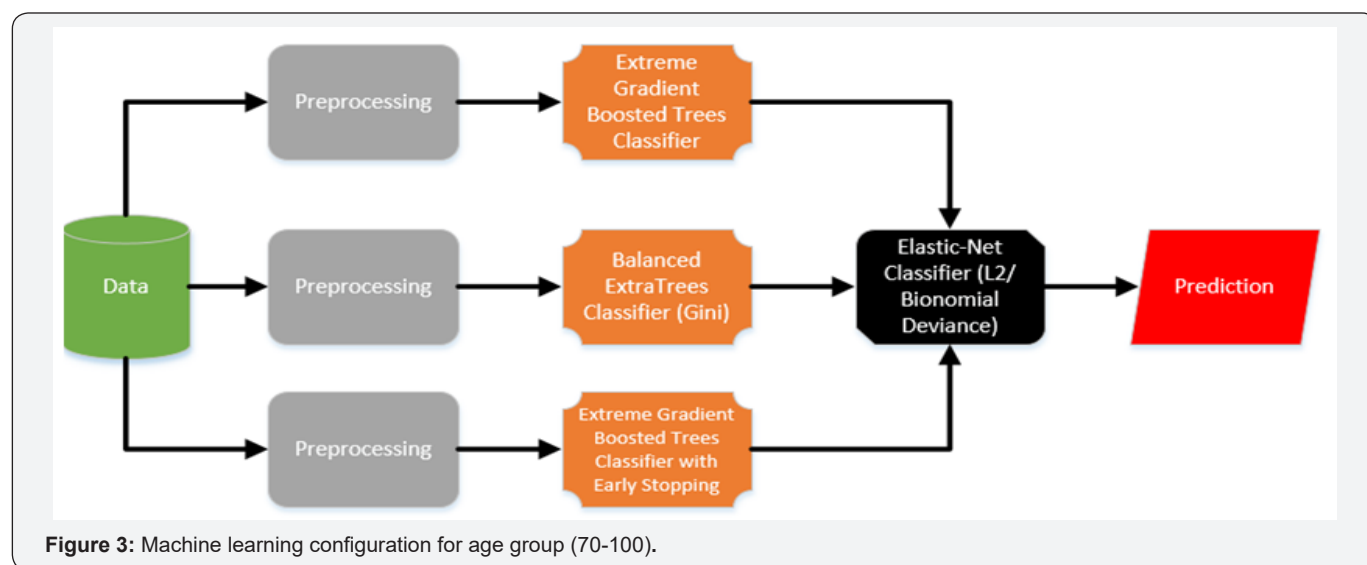 Preprocessing
Extreme
Gradient
Boosted Trees
Classifier
Data
Preprocessing
Balanced
ExtraTrees
Classifier (Gini)
Elastic-Net
Classifier (L2/
Bionomial
Deviance)
Prediction
Preprocessing
Extreme Gradient
Boosted Trees
Classifier with
Early Stopping
Figure 3: Machine learning configuration for age group (70-100).